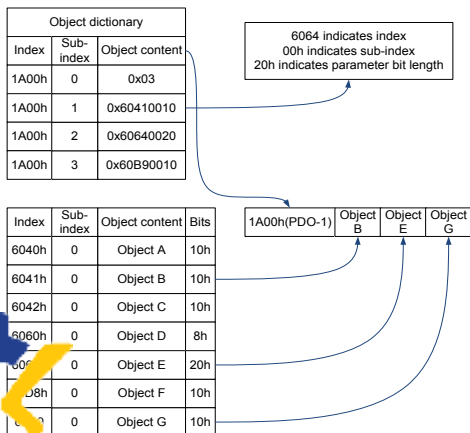 Object dictionary
Index Sub-index Object content
1A00h 0 0x03
1A00h 1 0x60410010
1A00h 2 0x60640020
1A00h 3 0x60B90010
6064 indicates index
00h indicates sub-index
20h indicates parameter bit length
1A00h(PDO-1) Object B Object E Object G
Index Sub-index Object content Bits
6040h 0 Object A 10h
6041h 0 Object B 10h
6042h 0 Object C 10h
6060h 0 Object D 8h
0 Object E 20h
0 Object F 10h
0 Object G 10h